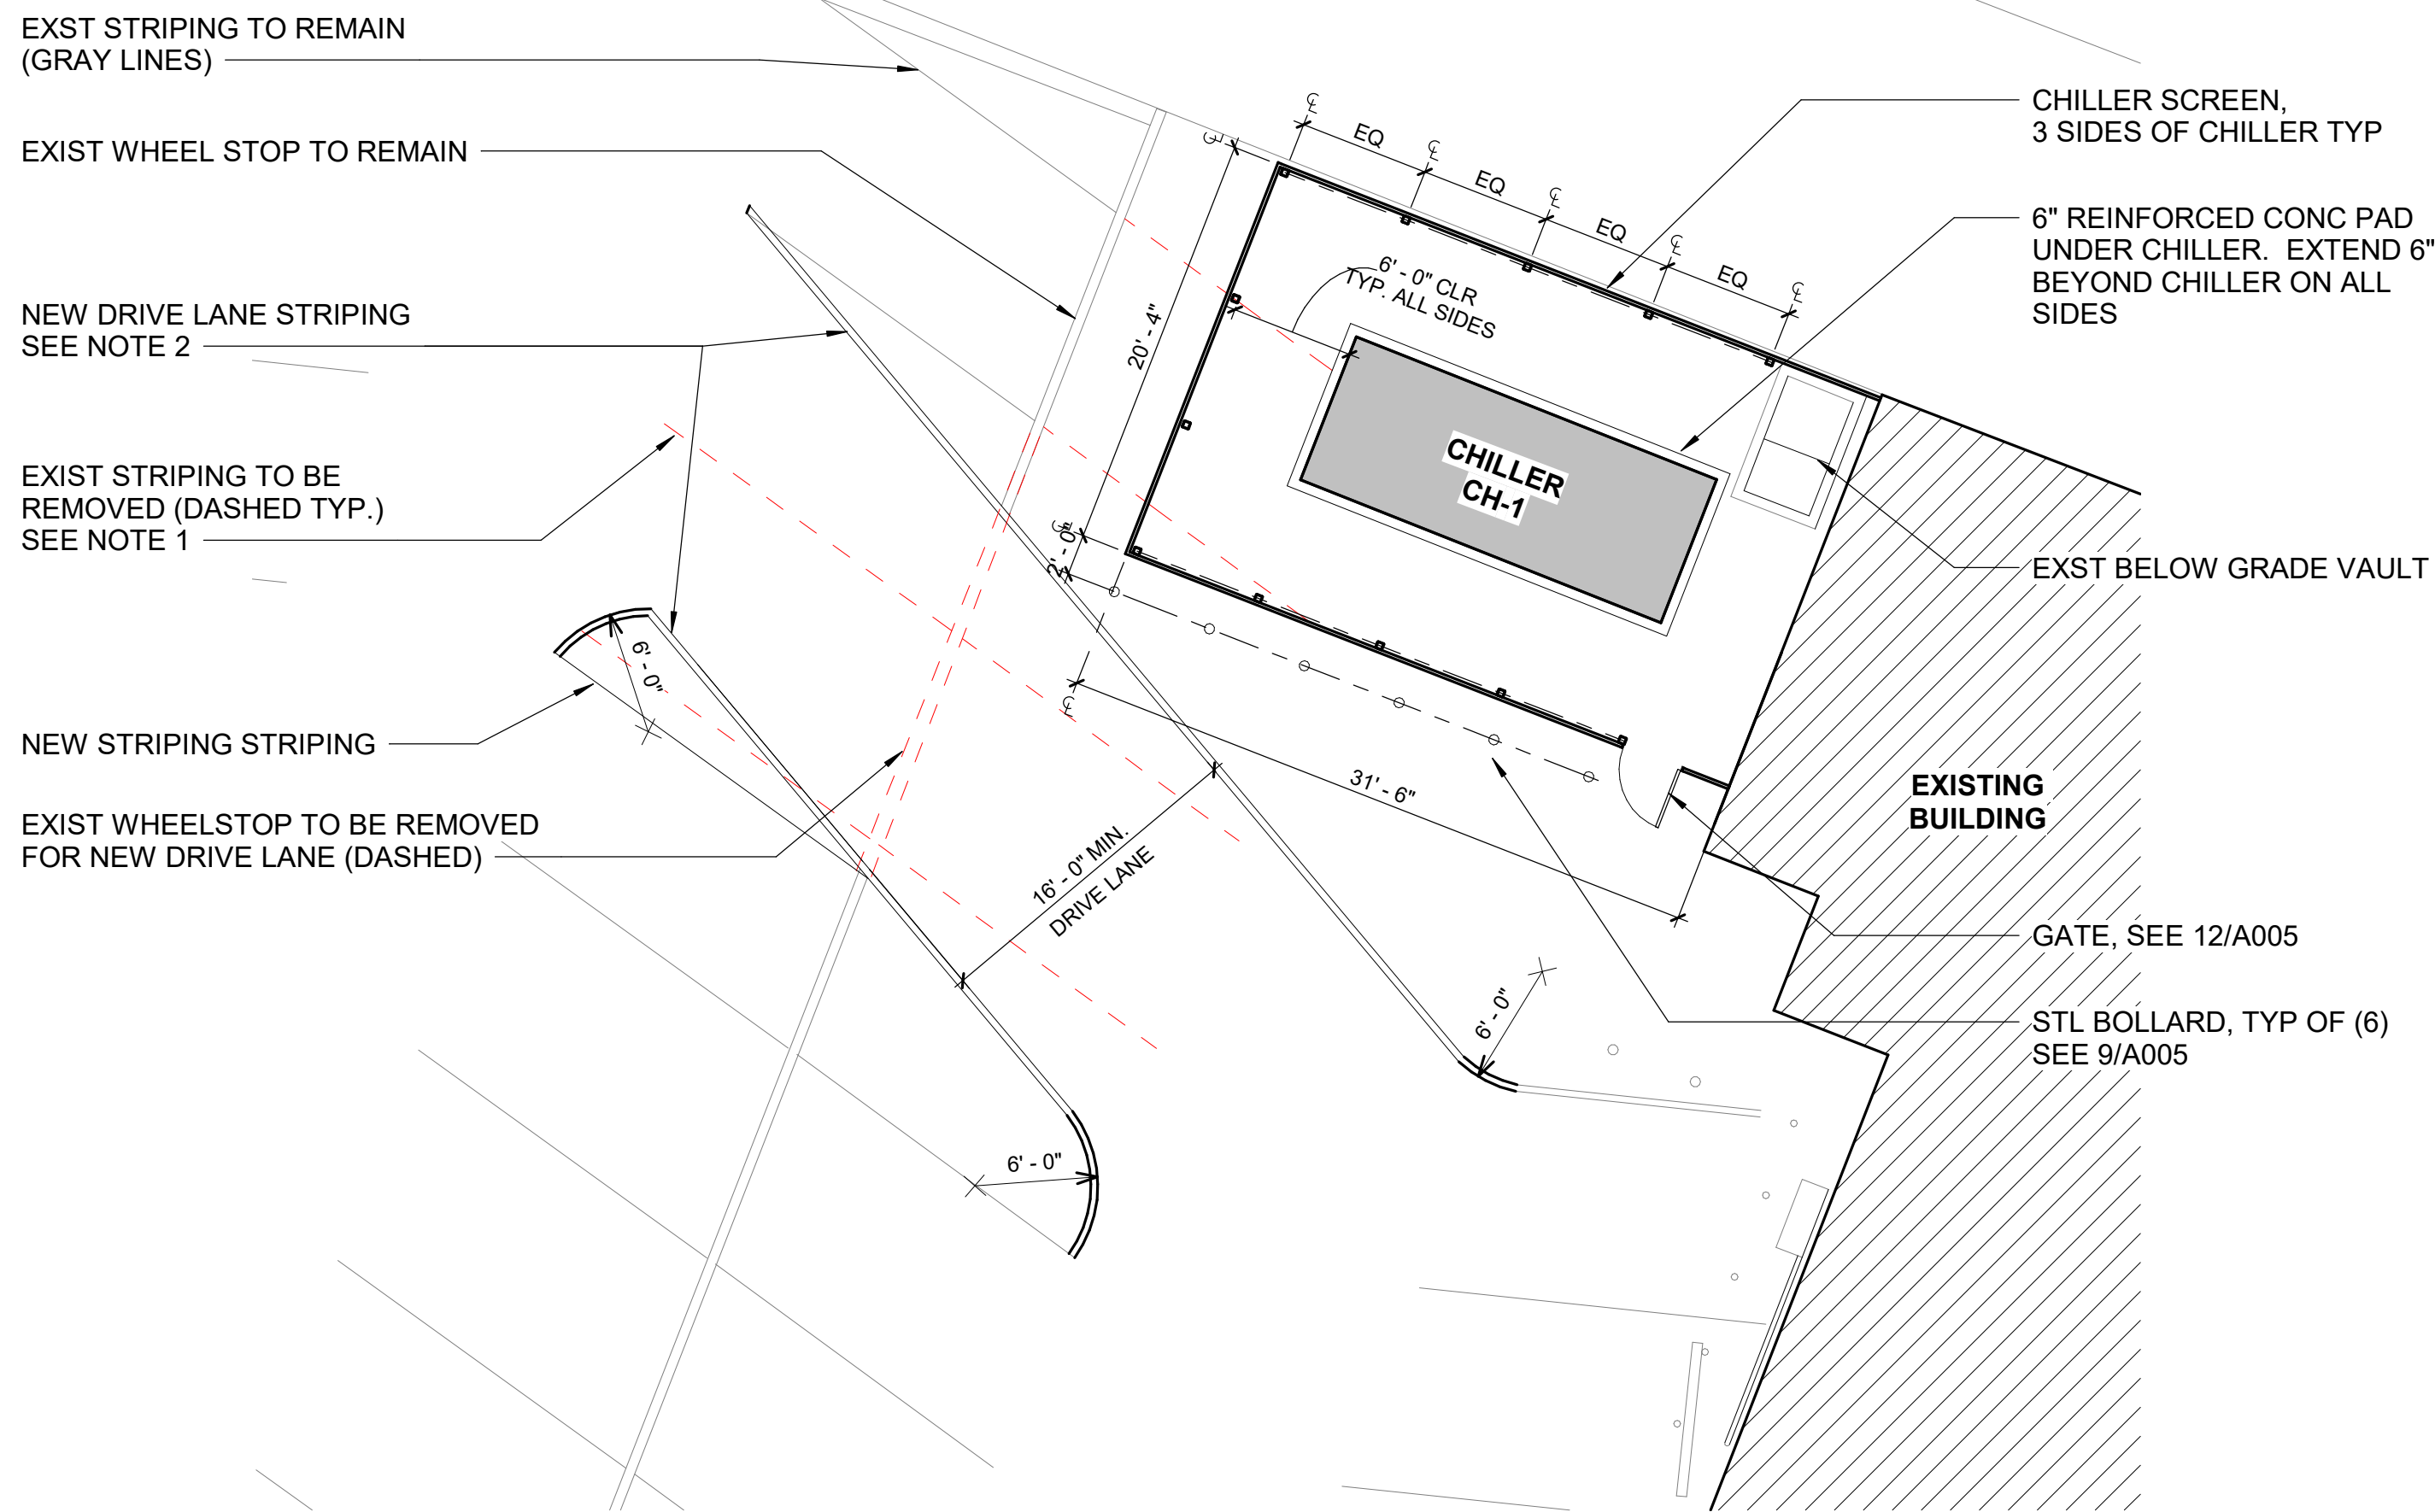 EXST STRIPING TO REMAIN
(GRAY LINES)
EXIST WHEEL STOP TO REMAIN
NEW DRIVE LANE STRIPING
SEE NOTE 2
EXIST STRIPING TO BE
REMOVED (DASHED TYP.)
SEE NOTE 1
NEW STRIPING STRIPING
EXIST WHEELSTOP TO BE REMOVED
FOR NEW DRIVE LANE (DASHED)
EQ
EQ
EQ
EQ
20' - 4"
6' - 0" CLR
TYP. ALL SIDES
CHILLER
CH-1
2' - 0"
31' - 6"
16' - 0" MIN.
DRIVE LANE
6' - 0"
6' - 0"
6' - 0"
CHILLER SCREEN,
3 SIDES OF CHILLER TYP
6" REINFORCED CONC PAD
UNDER CHILLER. EXTEND 6"
BEYOND CHILLER ON ALL
SIDES
EXST BELOW GRADE VAULT
EXISTING
BUILDING
GATE, SEE 12/A005
STL BOLLARD, TYP OF (6)
SEE 9/A005